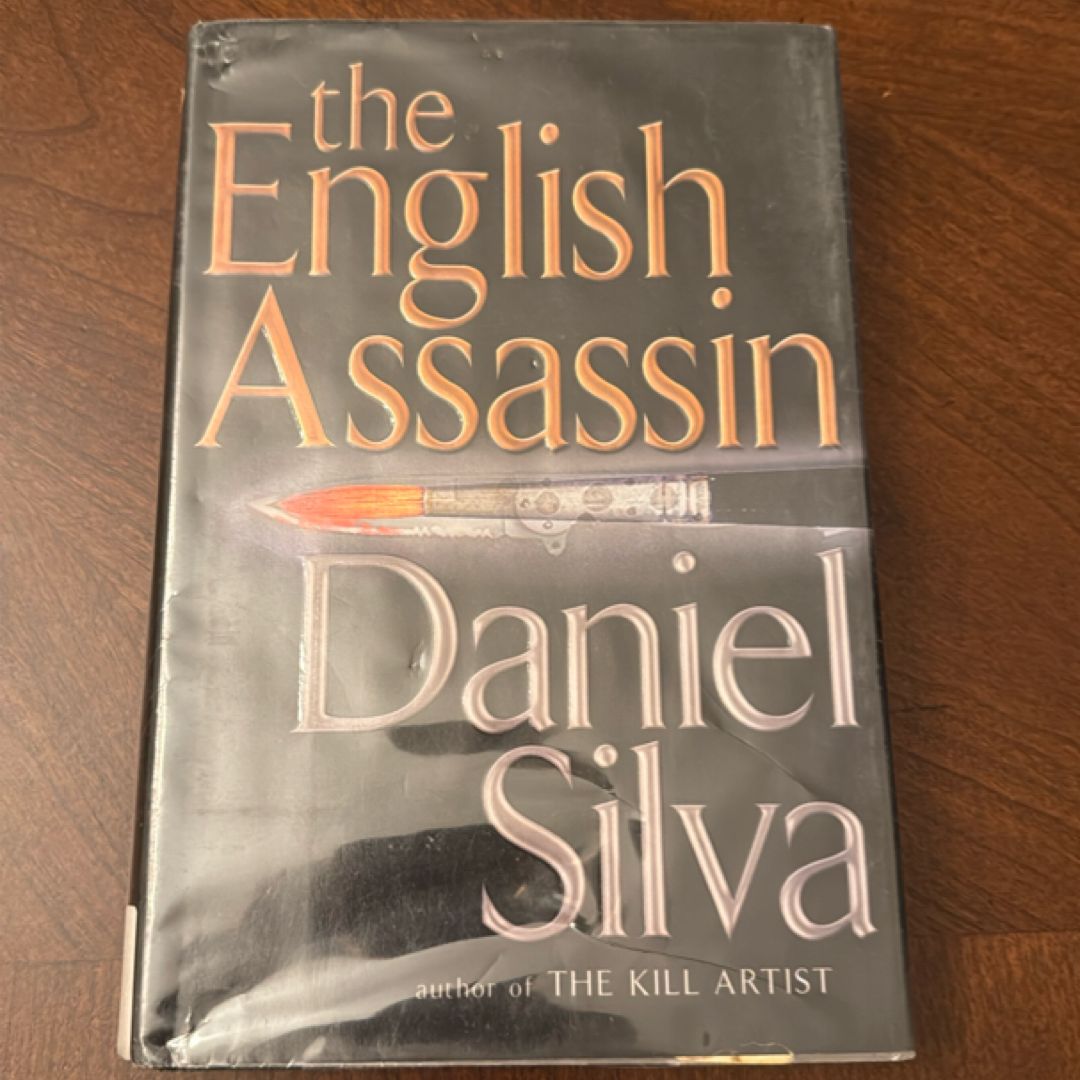 the
English
Assassin
Daniel
Silva
author of THE KILL ARTIST